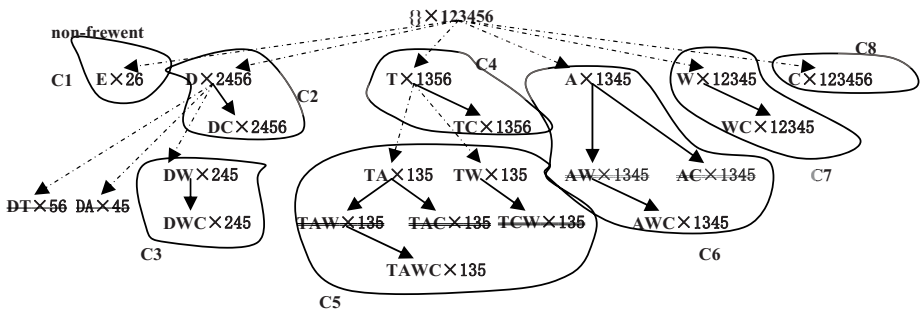 {}×123456
non-frewent
C8
C1 E×26 D×2456 C2 T×1356 C4 A×1345 W×12345 C×123456
DC×2456 TC×1356 WC×12345
DW×245 TA×135 TW×135 AW×1345 AC×1345 C7
DT×56 DA×45 DWC×245 TAW×135 TAC×135 TCW×135 AWC×1345
C3 C6
TAWC×135
C5